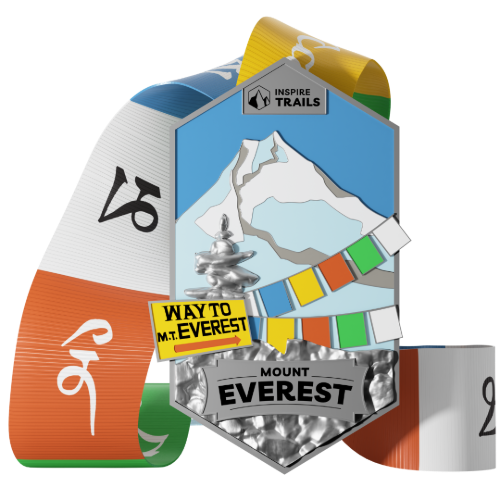 INSPIRE
TRAILS
WAY TO
M.T. EVEREST
MOUNT
EVEREST